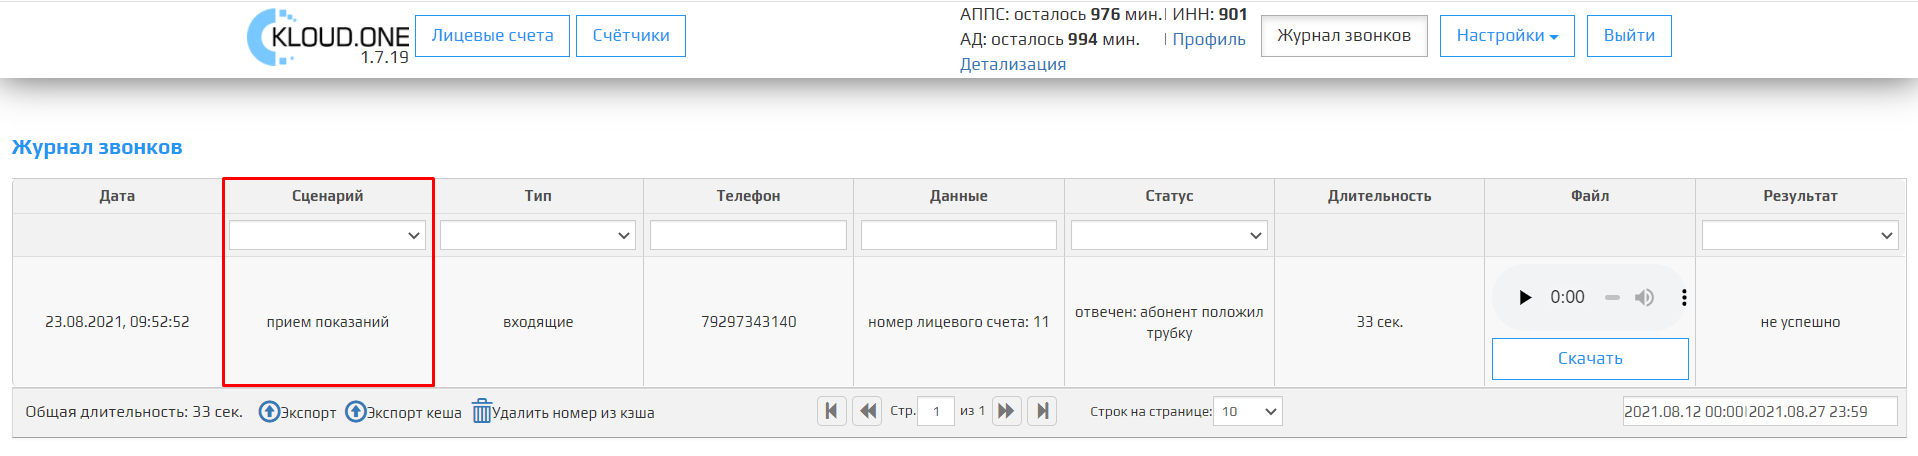 KLOUD.ONE
1.7.19
Лицевые счета
Счётчики
АППС: осталось 976 мин.| ИНН: 901
АД: осталось 994 мин. | Профиль
Детализация
Журнал звонков
Настройки
Выйти
Журнал звонков
Дата Сценарий Тип Телефон Данные Статус Длительность Файл Результат
23.08.2021, 09:52:52 прием показаний входящие 79297343140 номер лицевого счета: 11 отвечен: абонент положил трубку 33 сек. 0:00 не успешно
Скачать
Общая длительность: 33 сек. Экспорт Экспорт кеша Удалить номер из кэша Стр. 1 из 1 Строк на странице: 10 2021.08.12 00:00|2021.08.27 23:59